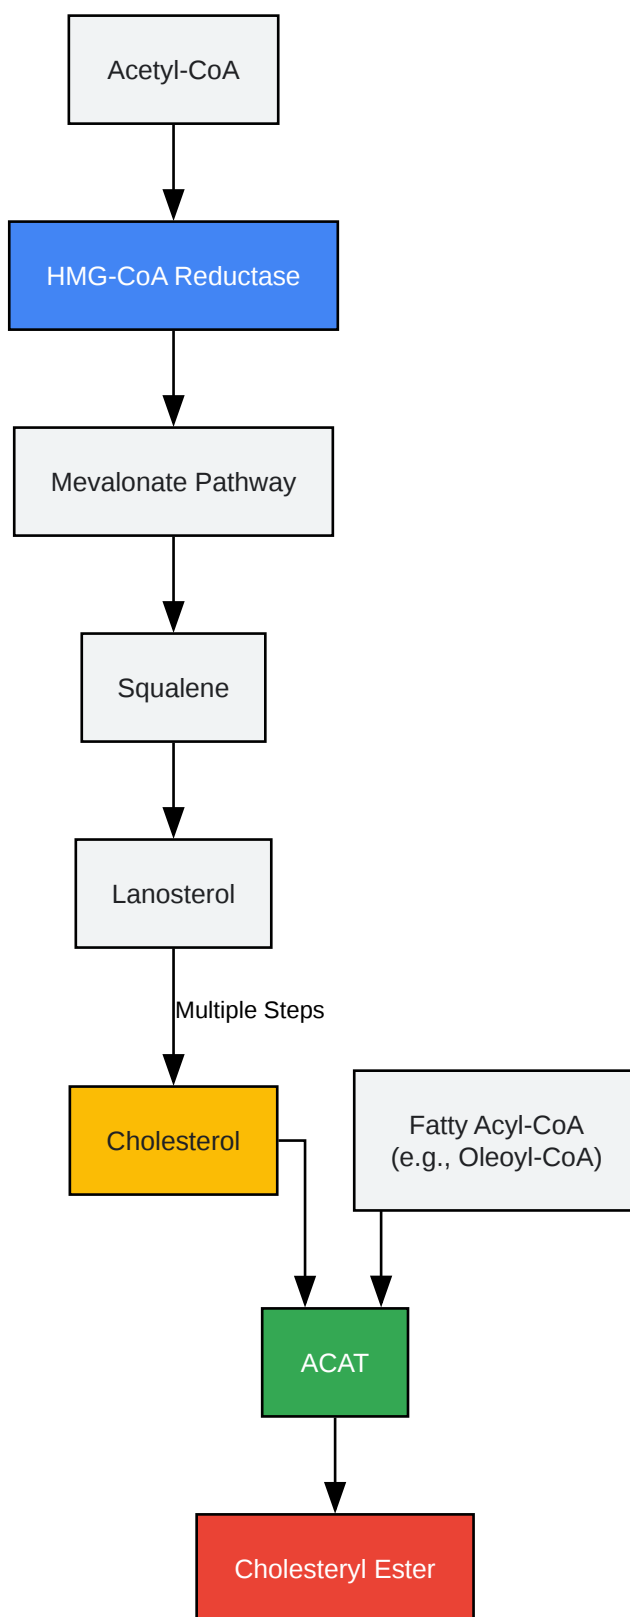 Acetyl-CoA
HMG-CoA Reductase
Mevalonate Pathway
Squalene
Lanosterol
Multiple Steps
Cholesterol
Fatty Acyl-CoA
(e.g., Oleoyl-CoA)
ACAT
Cholesteryl Ester